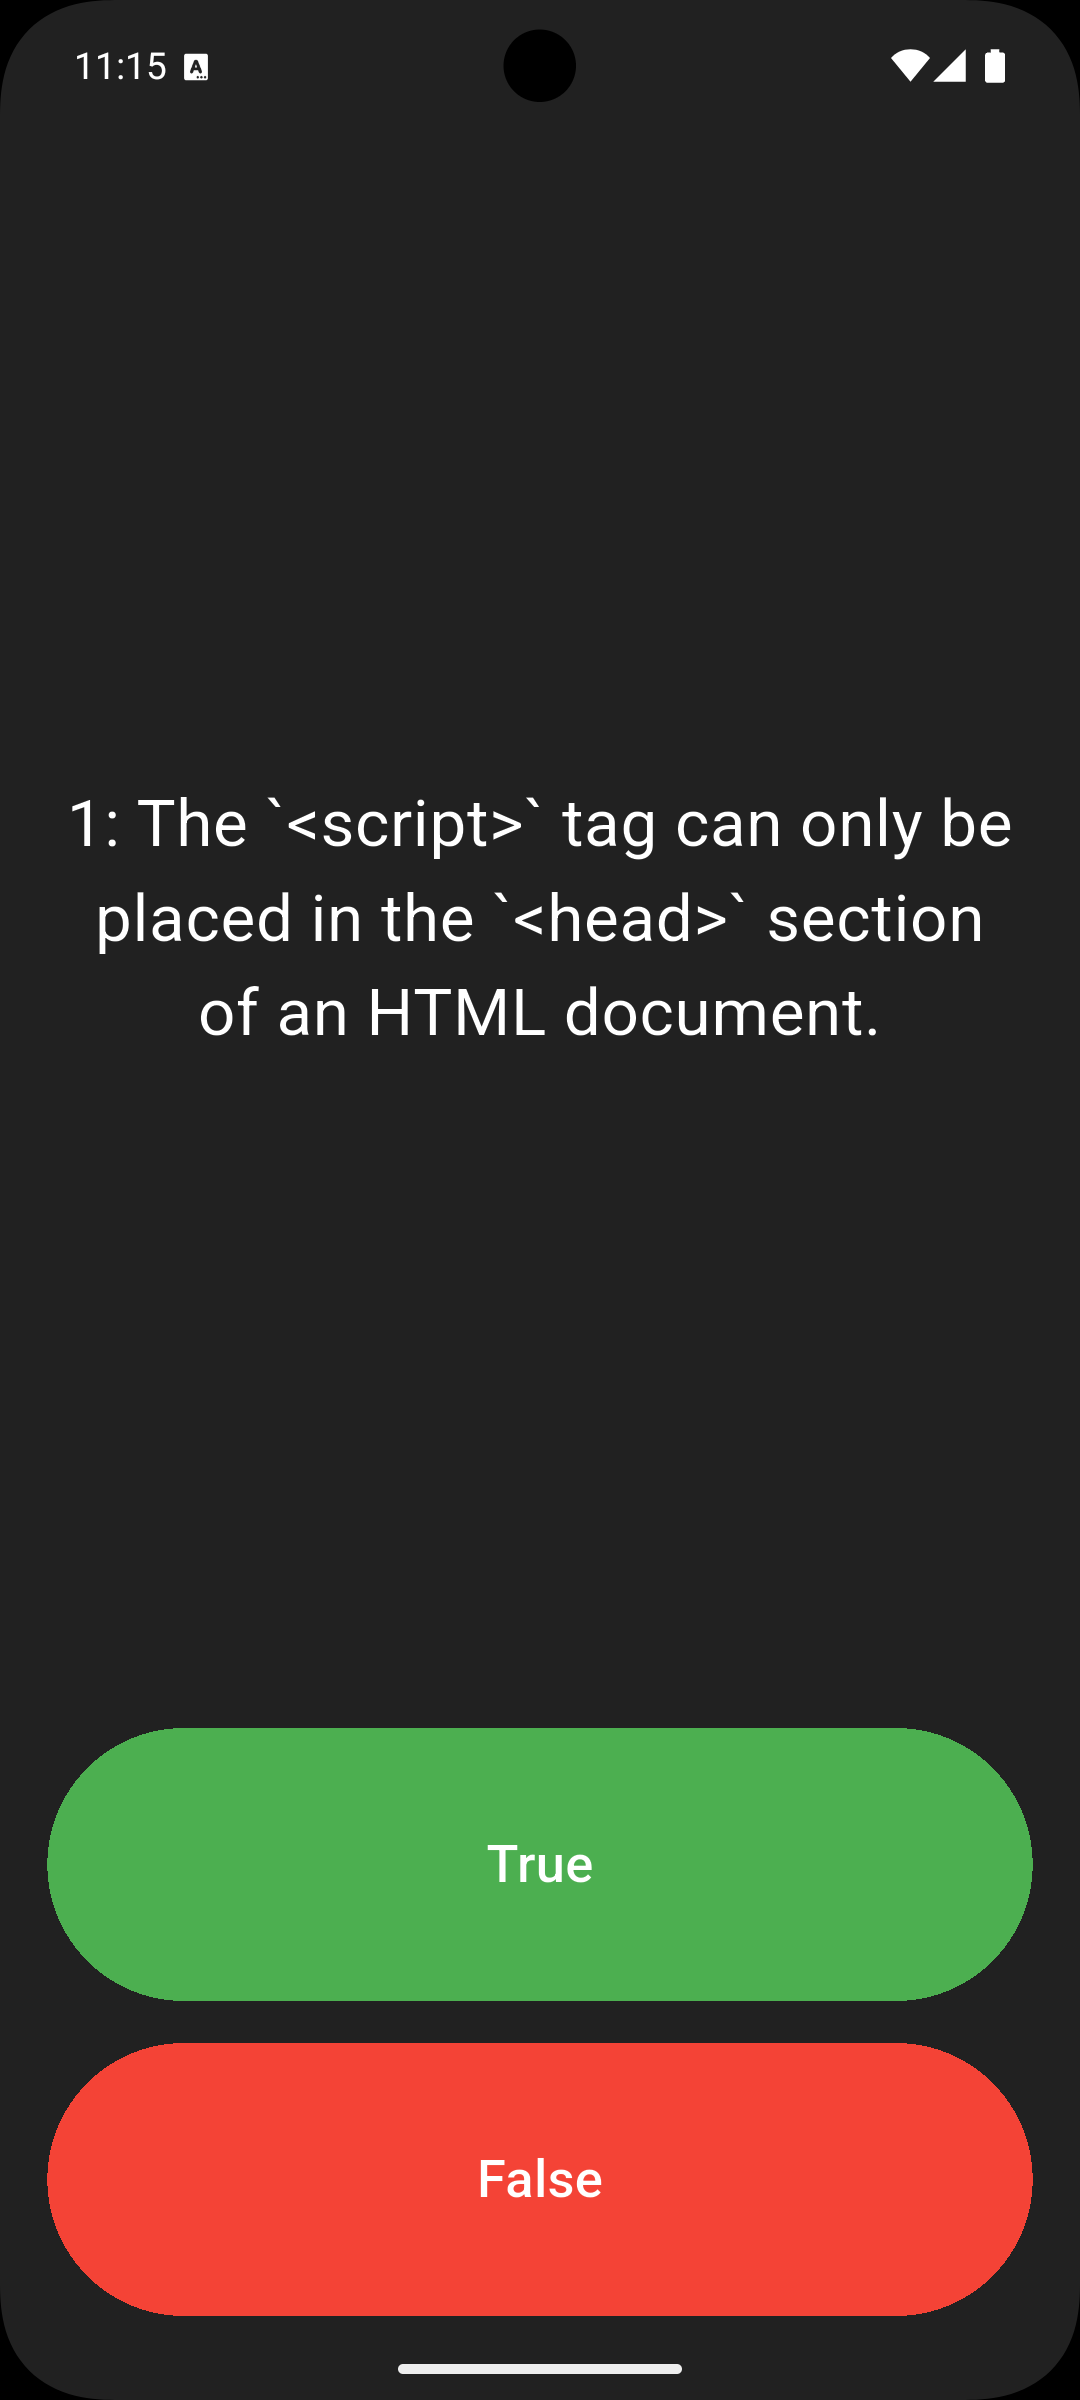 11:15
1: The `<script>` tag can only be
placed in the `<head>` section
of an HTML document.
True
False